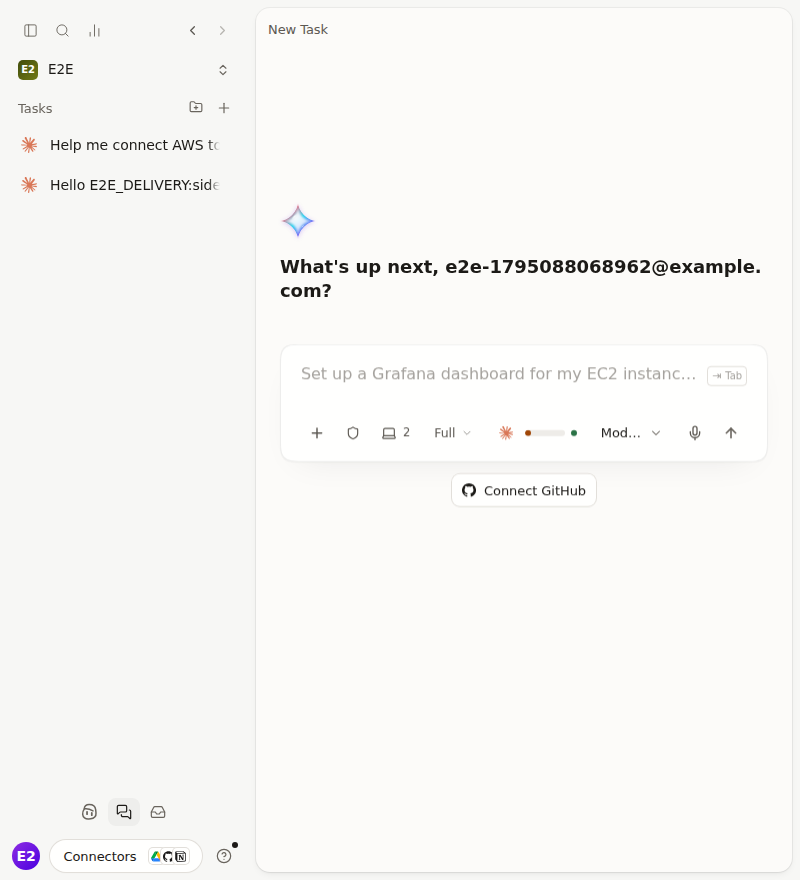 E2 E2E
Tasks
Help me connect AWS to
Hello E2E_DELIVERY:side
E2 Connectors
New Task
What's up next, e2e-1795088068962@example.
com?
Set up a Grafana dashboard for my EC2 instanc... ⇥ Tab
2 Full Mod...
Connect GitHub